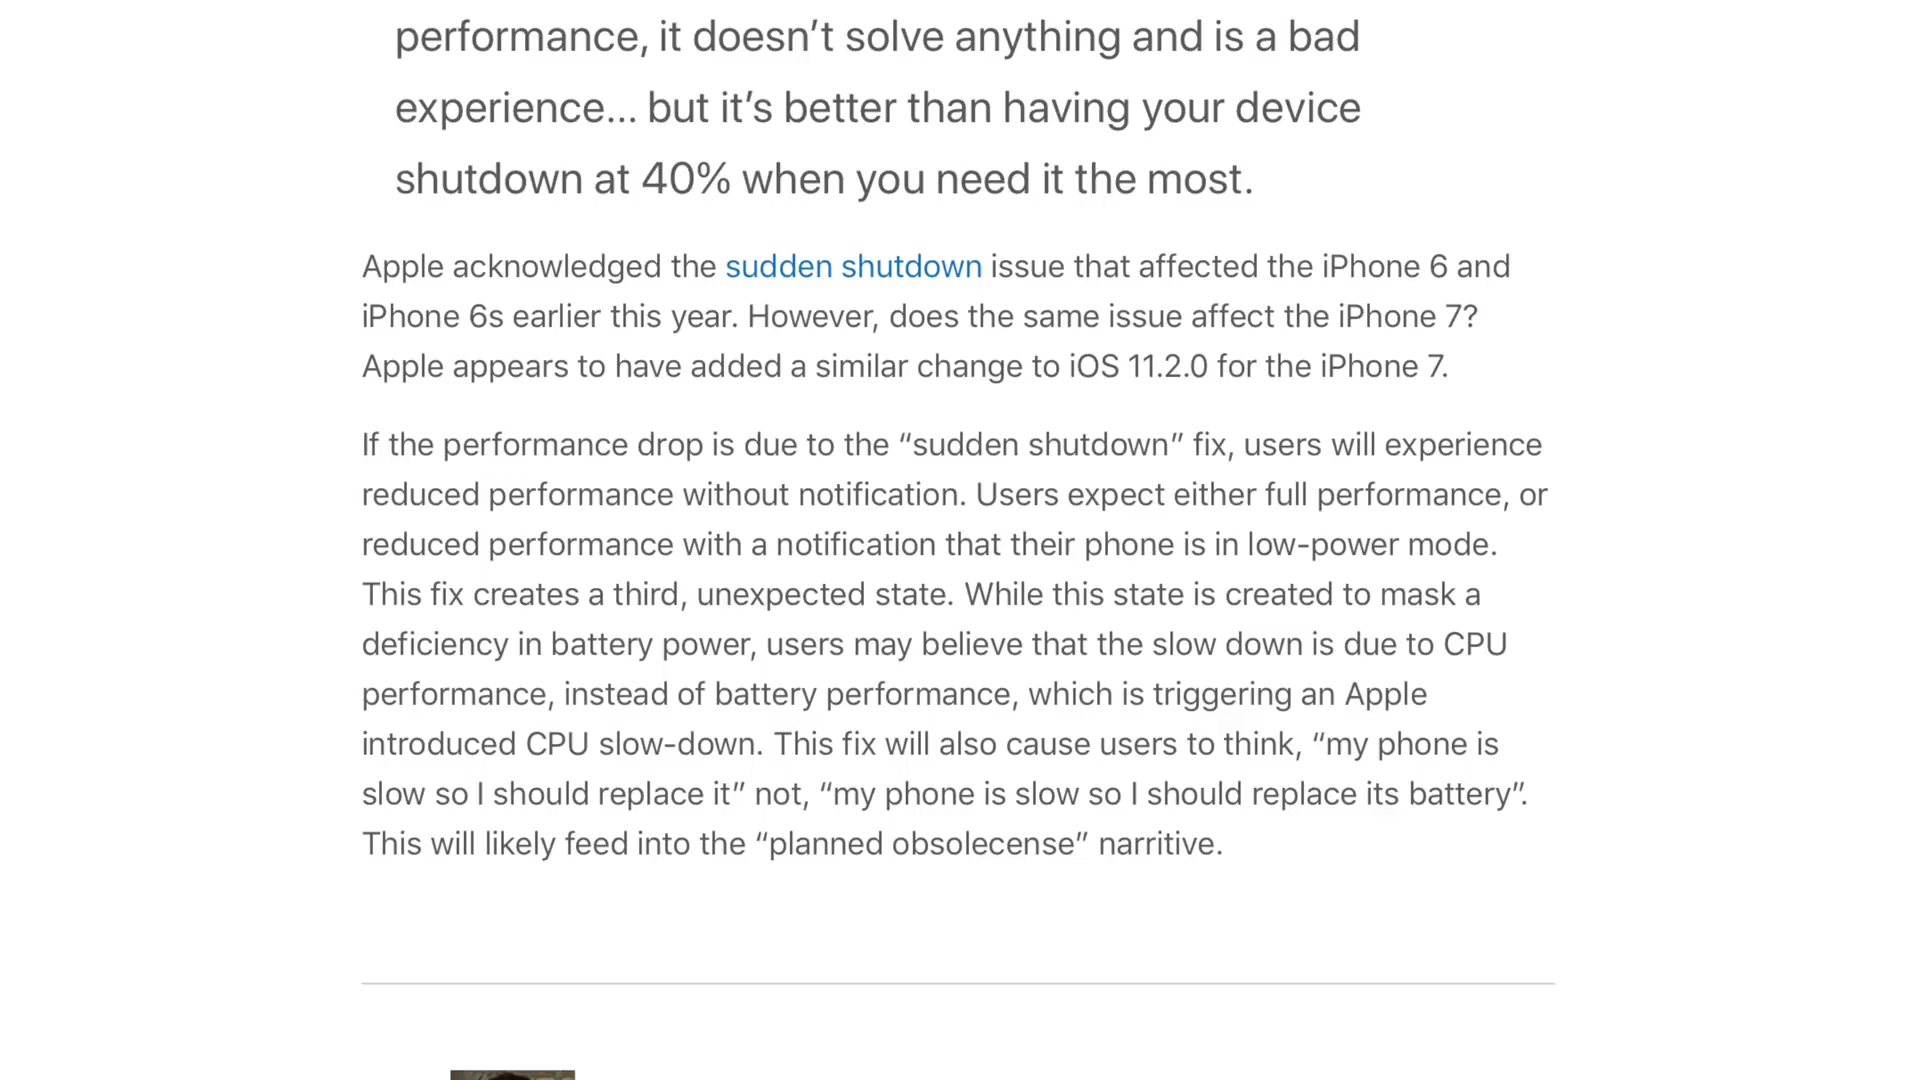 performance, it doesn’t solve anything and is a bad
experience... but it’s better than having your device
shutdown at 40% when you need it the most.
Apple acknowledged the sudden shutdown issue that affected the iPhone 6 and
iPhone 6s earlier this year. However, does the same issue affect the iPhone 7?
Apple appears to have added a similar change to iOS 11.2.0 for the iPhone 7.
If the performance drop is due to the “sudden shutdown” fix, users will experience
reduced performance without notification. Users expect either full performance, or
reduced performance with a notification that their phone is in low-power mode.
This fix creates a third, unexpected state. While this state is created to mask a
deficiency in battery power, users may believe that the slow down is due to CPU
performance, instead of battery performance, which is triggering an Apple
introduced CPU slow-down. This fix will also cause users to think, “my phone is
slow so I should replace it” not, “my phone is slow so I should replace its battery”.
This will likely feed into the “planned obsolecense” narritive.